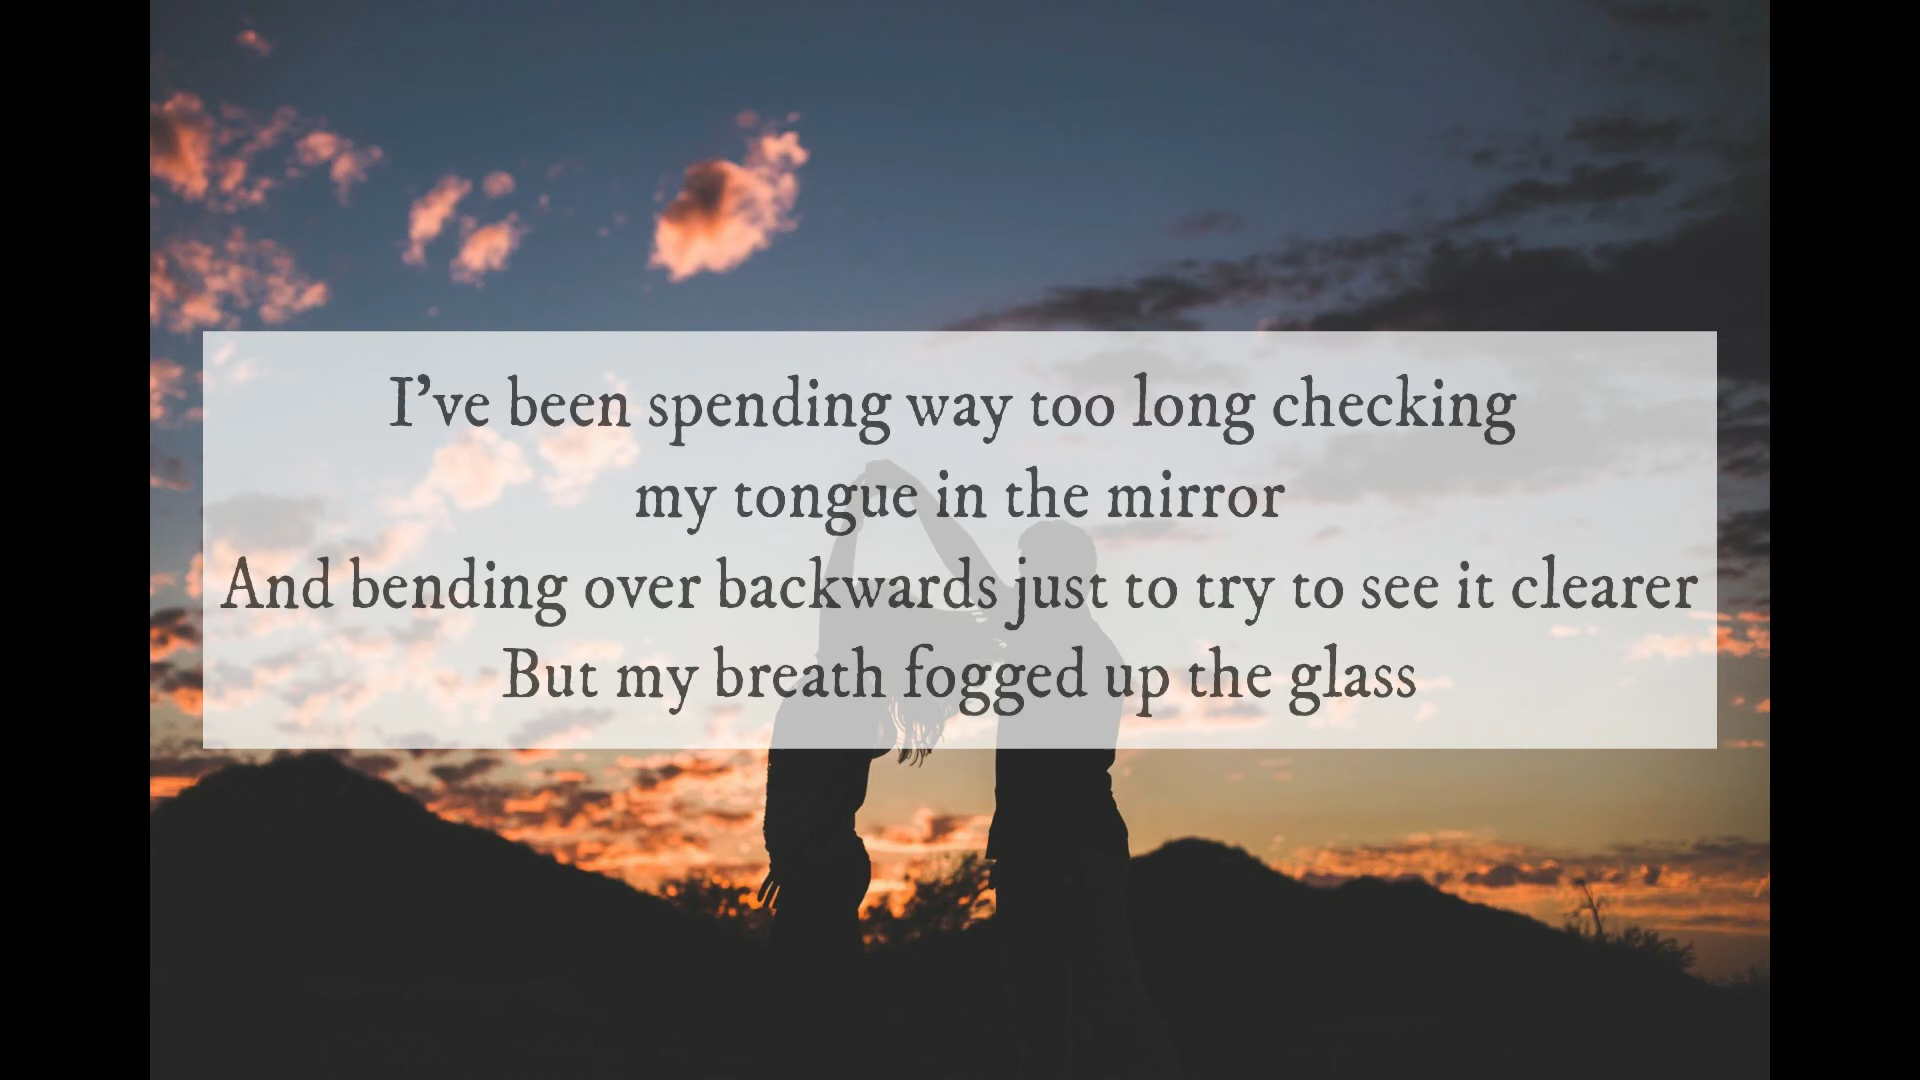 I’ve been spending way too long checking
my tongue in the mirror
And bending over backwards just to try to see it clearer
But my breath fogged up the glass